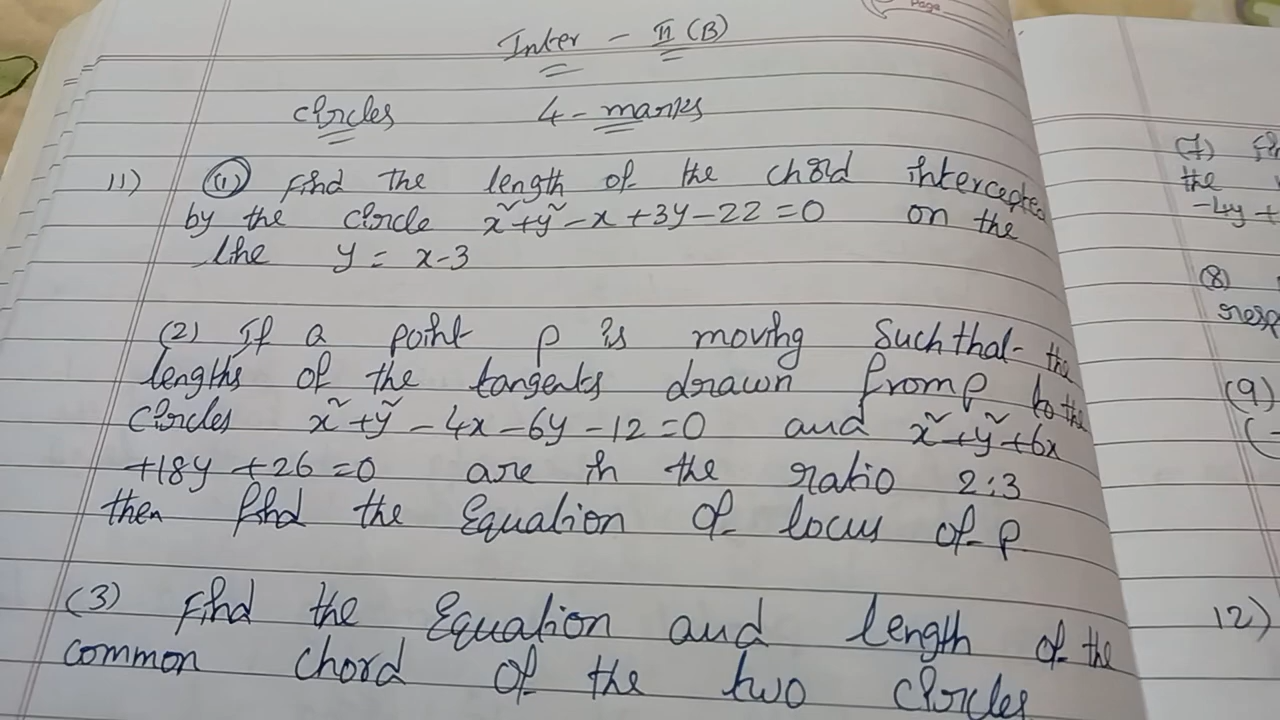 Page
Inter - II (B)
Circles 4-marks
11) (1) Find the length of the chord intercepted
by the circle x²+y²-x+3y-22=0 on the
line y = x-3
(2) If a point P is moving such that the
lengths of the tangents drawn from P to the
circles x²+y²-4x-6y-12=0 and x²+y²+6x
+18y+26=0 are in the ratio 2:3
then find the Equation of locus of P
(3) Find the Equation and length of the
common chord of the two circles
(7)
the
-4y+
(8)
(9)
12)